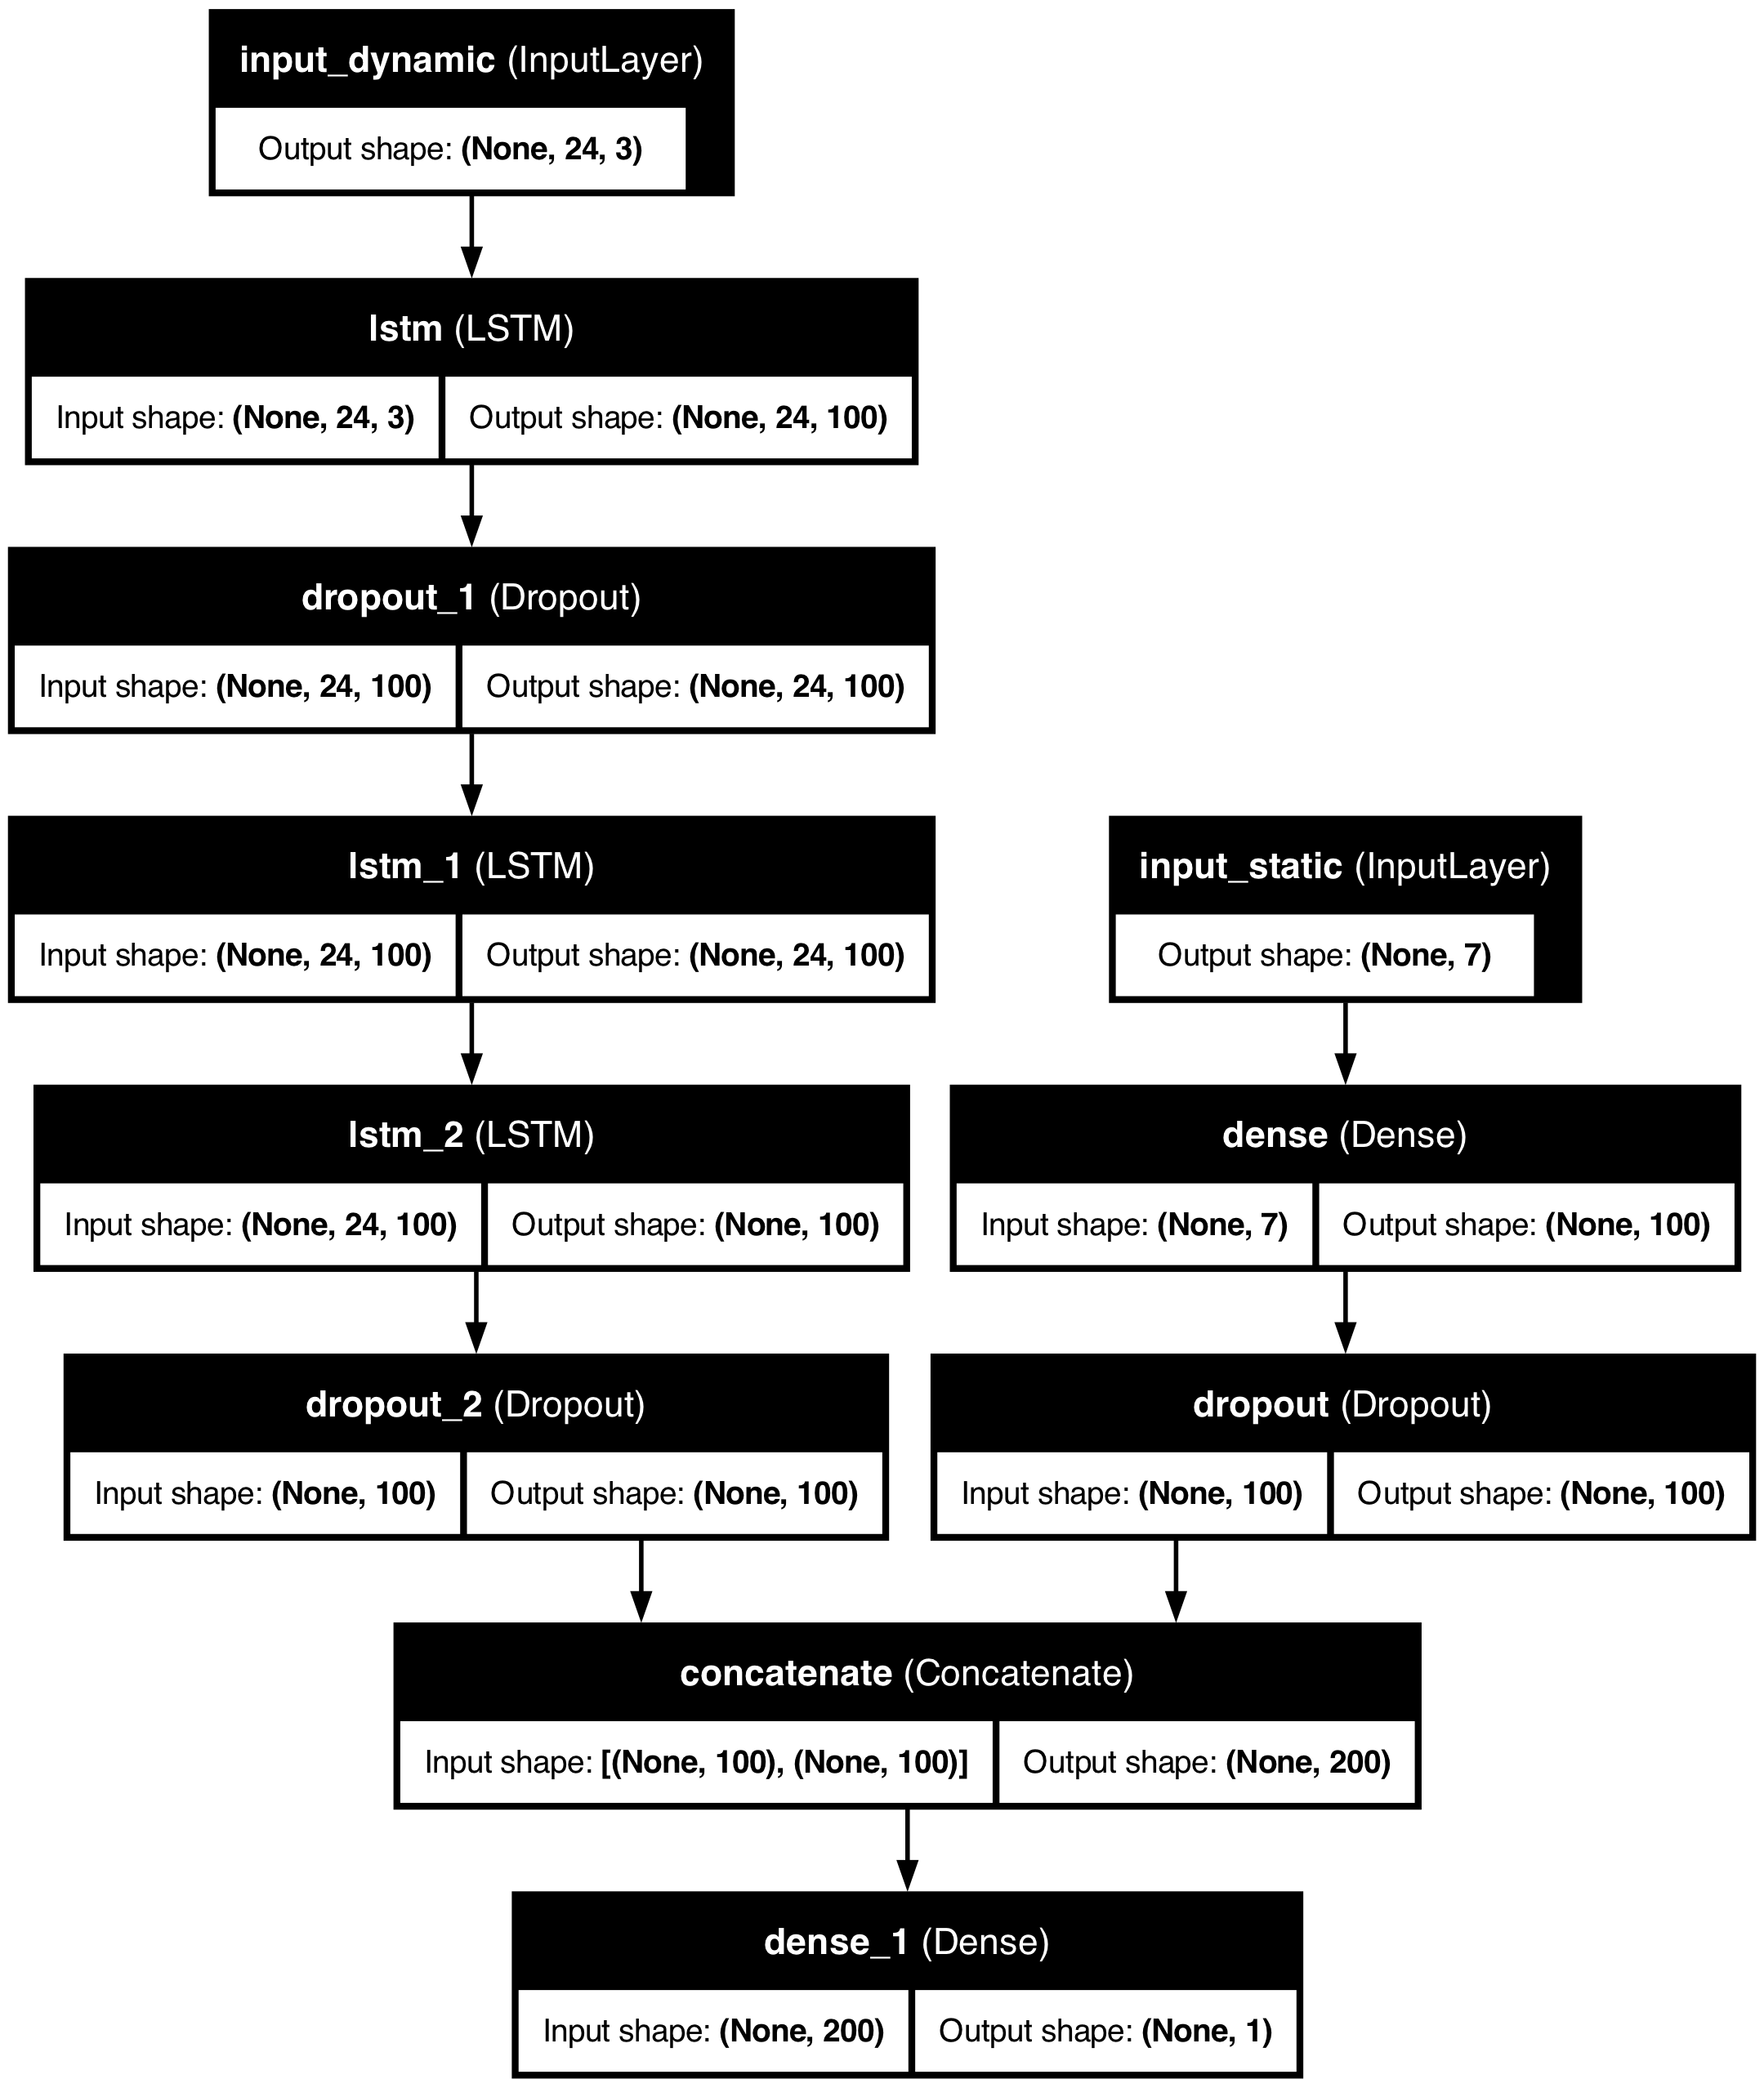 input_dynamic (InputLayer)
Output shape: (None, 24, 3)
lstm (LSTM)
Input shape: (None, 24, 3) Output shape: (None, 24, 100)
dropout_1 (Dropout)
Input shape: (None, 24, 100) Output shape: (None, 24, 100)
lstm_1 (LSTM)
Input shape: (None, 24, 100) Output shape: (None, 24, 100)
input_static (InputLayer)
Output shape: (None, 7)
lstm_2 (LSTM)
Input shape: (None, 24, 100) Output shape: (None, 100)
dense (Dense)
Input shape: (None, 7) Output shape: (None, 100)
dropout_2 (Dropout)
Input shape: (None, 100) Output shape: (None, 100)
dropout (Dropout)
Input shape: (None, 100) Output shape: (None, 100)
concatenate (Concatenate)
Input shape: [(None, 100), (None, 100)] Output shape: (None, 200)
dense_1 (Dense)
Input shape: (None, 200) Output shape: (None, 1)